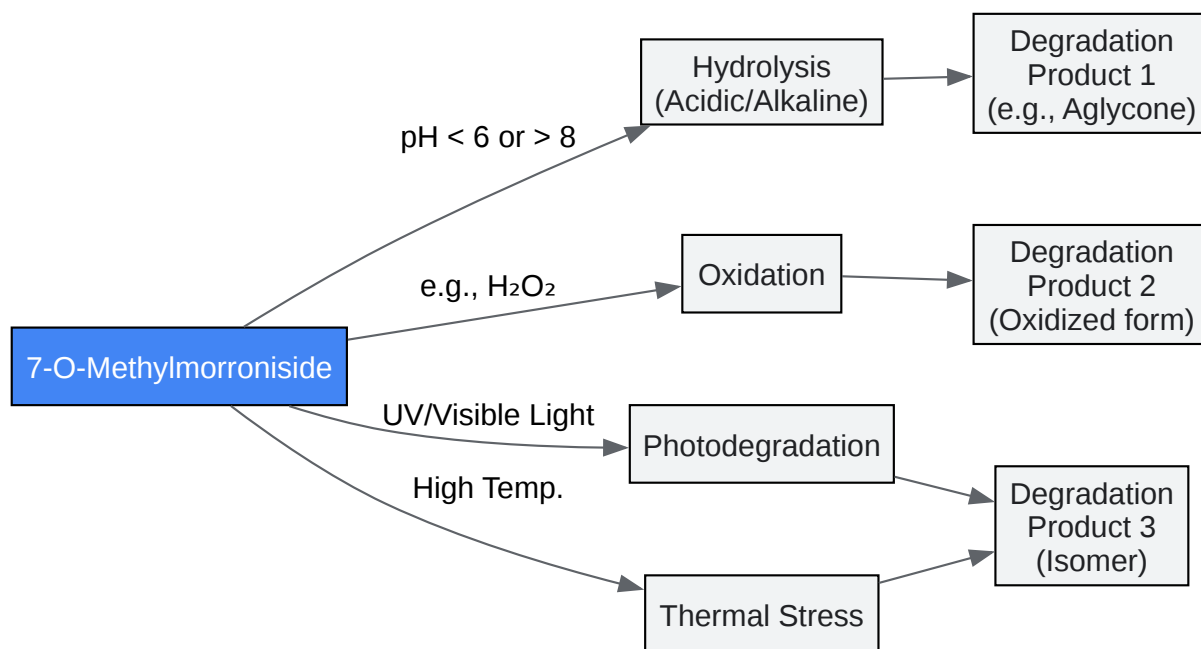 7-O-Methylmorroniside
pH < 6 or > 8
Hydrolysis
(Acidic/Alkaline)
Degradation
Product 1
(e.g., Aglycone)
e.g., H₂O₂
Oxidation
Degradation
Product 2
(Oxidized form)
UV/Visible Light
Photodegradation
High Temp.
Thermal Stress
Degradation
Product 3
(Isomer)